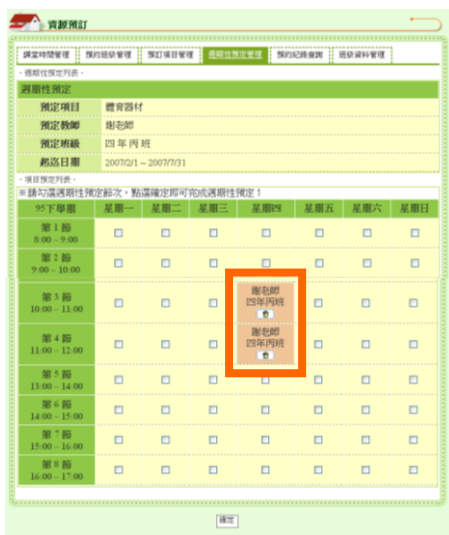 資源預訂
課堂時間管理 預約班級管理 預訂項目管理 週期性預定管理 預約紀錄查詢 班級資料管理
- 週期性預定列表 -
週期性預定
預定項目 體育器材
預定教師 謝老師
預定班級 四 年 丙 班
起迄日期 2007/2/1 ~ 2007/7/31
- 項目預定列表 -
※請勾選週期性預定節次，點選確定即可完成週期性預定！
95下學期 星期一 星期二 星期三 星期四 星期五 星期六 星期日
第 1 節
8:00 ~ 9:00
第 2 節
9:00 ~ 10:00
第 3 節
10:00 ~ 11:00
謝老師
四年丙班
第 4 節
11:00 ~ 12:00
謝老師
四年丙班
第 5 節
13:00 ~ 14:00
第 6 節
14:00 ~ 15:00
第 7 節
15:00 ~ 16:00
第 8 節
16:00 ~ 17:00
確定